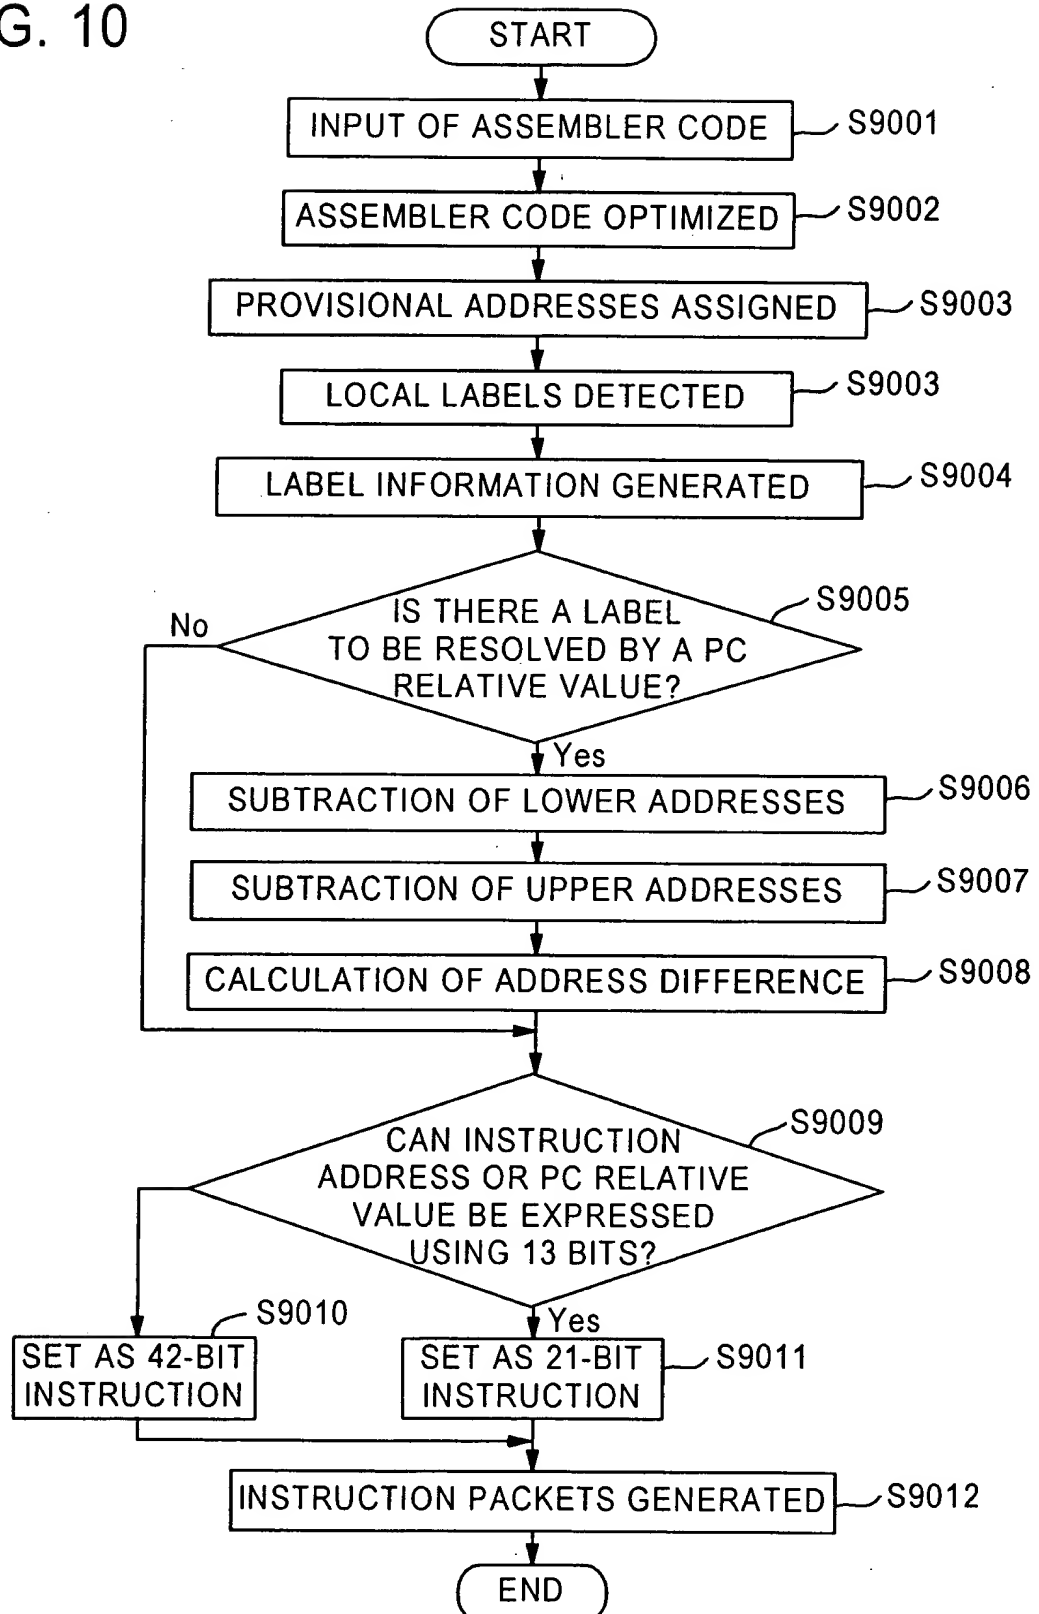 G. 10
START
INPUT OF ASSEMBLER CODE
S9001
ASSEMBLER CODE OPTIMIZED
S9002
PROVISIONAL ADDRESSES ASSIGNED
S9003
LOCAL LABELS DETECTED
S9003
LABEL INFORMATION GENERATED
S9004
IS THERE A LABEL
TO BE RESOLVED BY A PC
RELATIVE VALUE?
S9005
No
Yes
SUBTRACTION OF LOWER ADDRESSES
S9006
SUBTRACTION OF UPPER ADDRESSES
S9007
CALCULATION OF ADDRESS DIFFERENCE
S9008
CAN INSTRUCTION
ADDRESS OR PC RELATIVE
VALUE BE EXPRESSED
USING 13 BITS?
S9009
Yes
SET AS 42-BIT
INSTRUCTION
S9010
SET AS 21-BIT
INSTRUCTION
S9011
INSTRUCTION PACKETS GENERATED
S9012
END